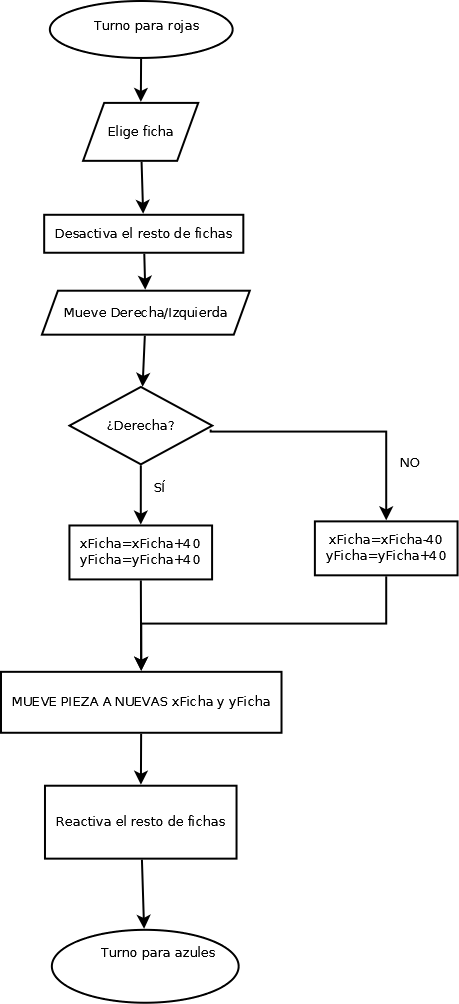 Turno para rojas
Elige ficha
Desactiva el resto de fichas
Mueve Derecha/Izquierda
¿Derecha?
SÍ
NO
xFicha=xFicha+40
yFicha=yFicha+40
xFicha=xFicha-40
yFicha=yFicha+40
MUEVE PIEZA A NUEVAS xFicha y yFicha
Reactiva el resto de fichas
Turno para azules